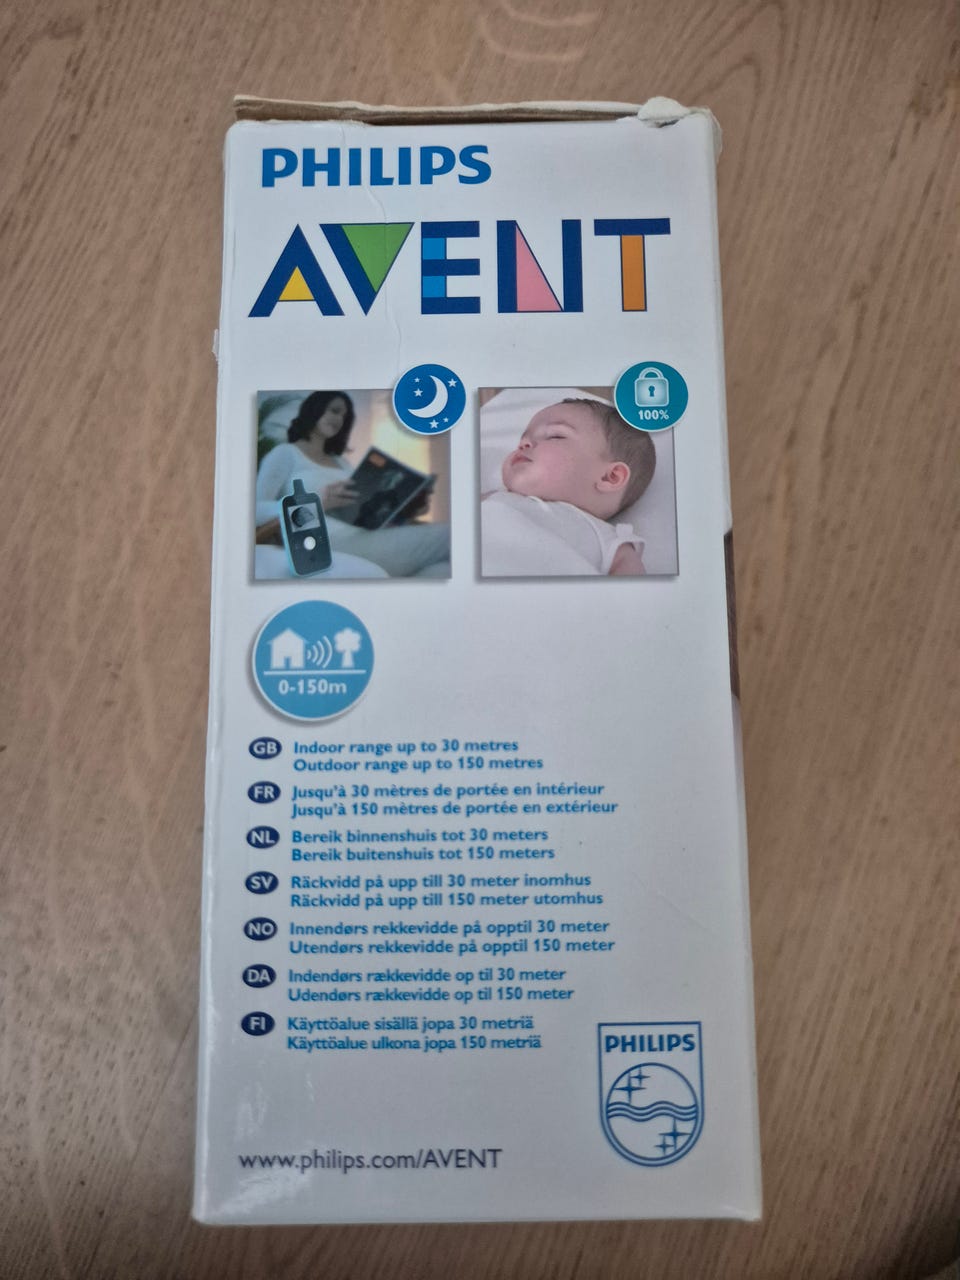 PHILIPS
AVENT
100%
0-150m
GB Indoor range up to 30 metres
Outdoor range up to 150 metres
FR Jusqu'à 30 mètres de portée en intérieur
Jusqu'à 150 mètres de portée en extérieur
NL Bereik binnenshuis tot 30 meters
Bereik buitenshuis tot 150 meters
SV Räckvidd på upp till 30 meter inomhus
Räckvidd på upp till 150 meter utomhus
NO Innendørs rekkevidde på opptil 30 meter
Utendørs rekkevidde på opptil 150 meter
DA Indendørs rækkevidde op til 30 meter
Udendørs rækkevidde op til 150 meter
FI Käyttöalue sisällä jopa 30 metriä
Käyttöalue ulkona jopa 150 metriä
PHILIPS
www.philips.com/AVENT